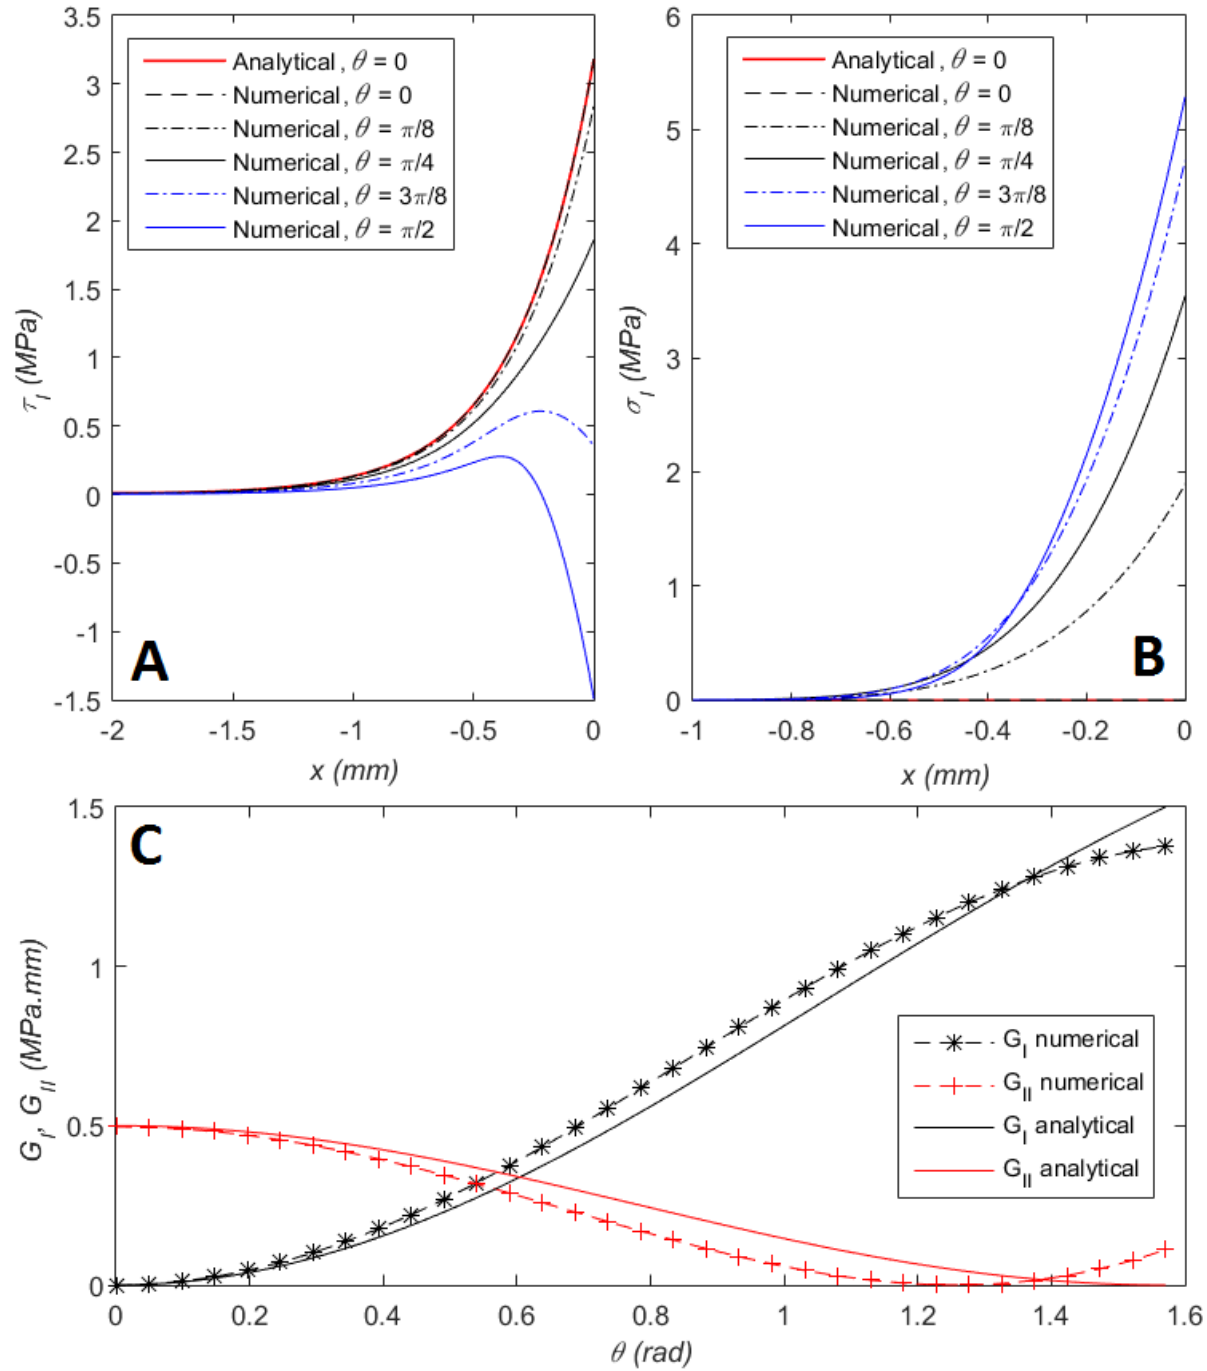 3.5
3
2.5
2
1.5
1
0.5
0
-0.5
-1
-1.5
τI (MPa)
Analytical, θ = 0
Numerical, θ = 0
Numerical, θ = π/8
Numerical, θ = π/4
Numerical, θ = 3π/8
Numerical, θ = π/2
A
-2
-1.5
-1
-0.5
0
x (mm)
6
5
4
3
2
1
0
σI (MPa)
Analytical, θ = 0
Numerical, θ = 0
Numerical, θ = π/8
Numerical, θ = π/4
Numerical, θ = 3π/8
Numerical, θ = π/2
B
-1
-0.8
-0.6
-0.4
-0.2
0
x (mm)
1.5
1
0.5
0
GI, GII (MPa.mm)
C
GI numerical
GII numerical
GI analytical
GII analytical
0
0.2
0.4
0.6
0.8
1
1.2
1.4
1.6
θ (rad)